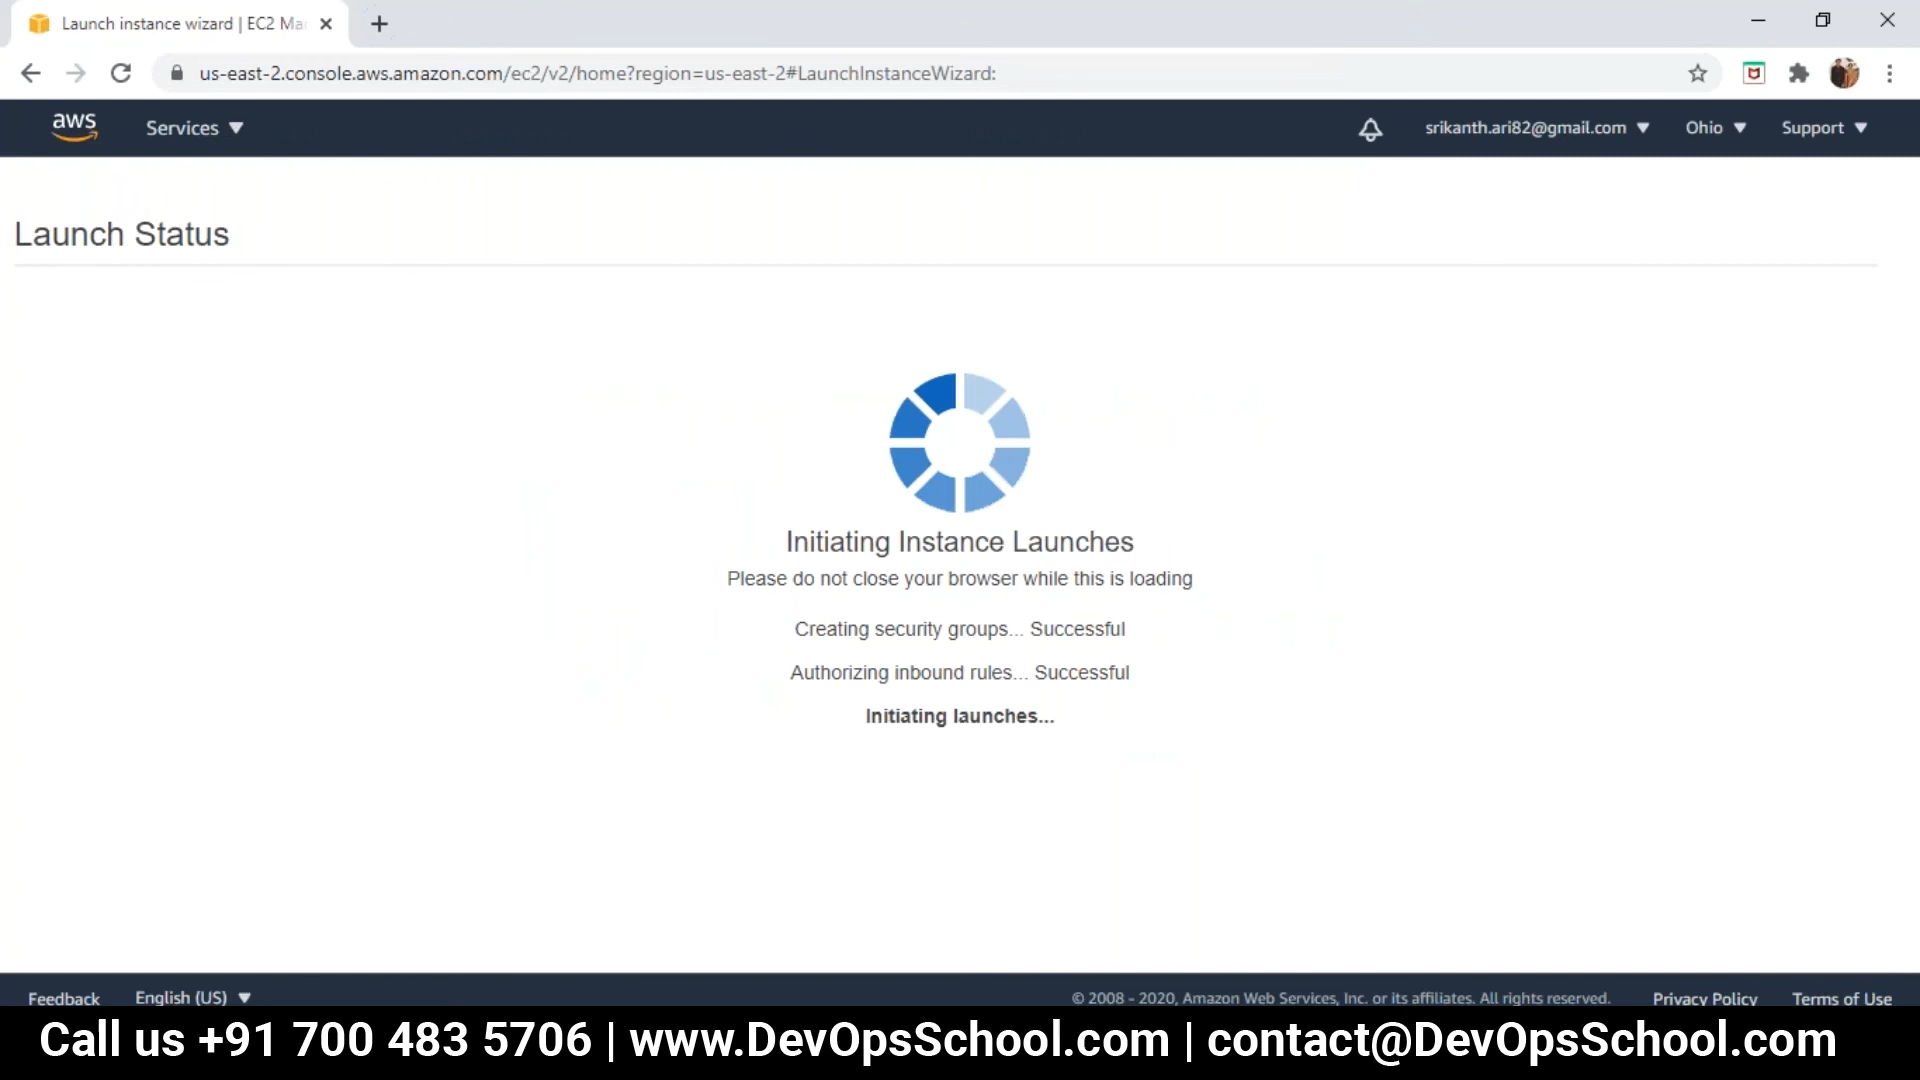 Launch instance wizard | EC2 Ma
us-east-2.console.aws.amazon.com/ec2/v2/home?region=us-east-2#LaunchInstanceWizard:
aws
Services
srikanth.ari82@gmail.com
Ohio
Support
Launch Status
Initiating Instance Launches
Please do not close your browser while this is loading
Creating security groups... Successful
Authorizing inbound rules... Successful
Initiating launches...
Feedback
English (US)
© 2008 - 2020, Amazon Web Services, Inc. or its affiliates. All rights reserved.
Privacy Policy
Terms of Use
Call us +91 700 483 5706 | www.DevOpsSchool.com | contact@DevOpsSchool.com